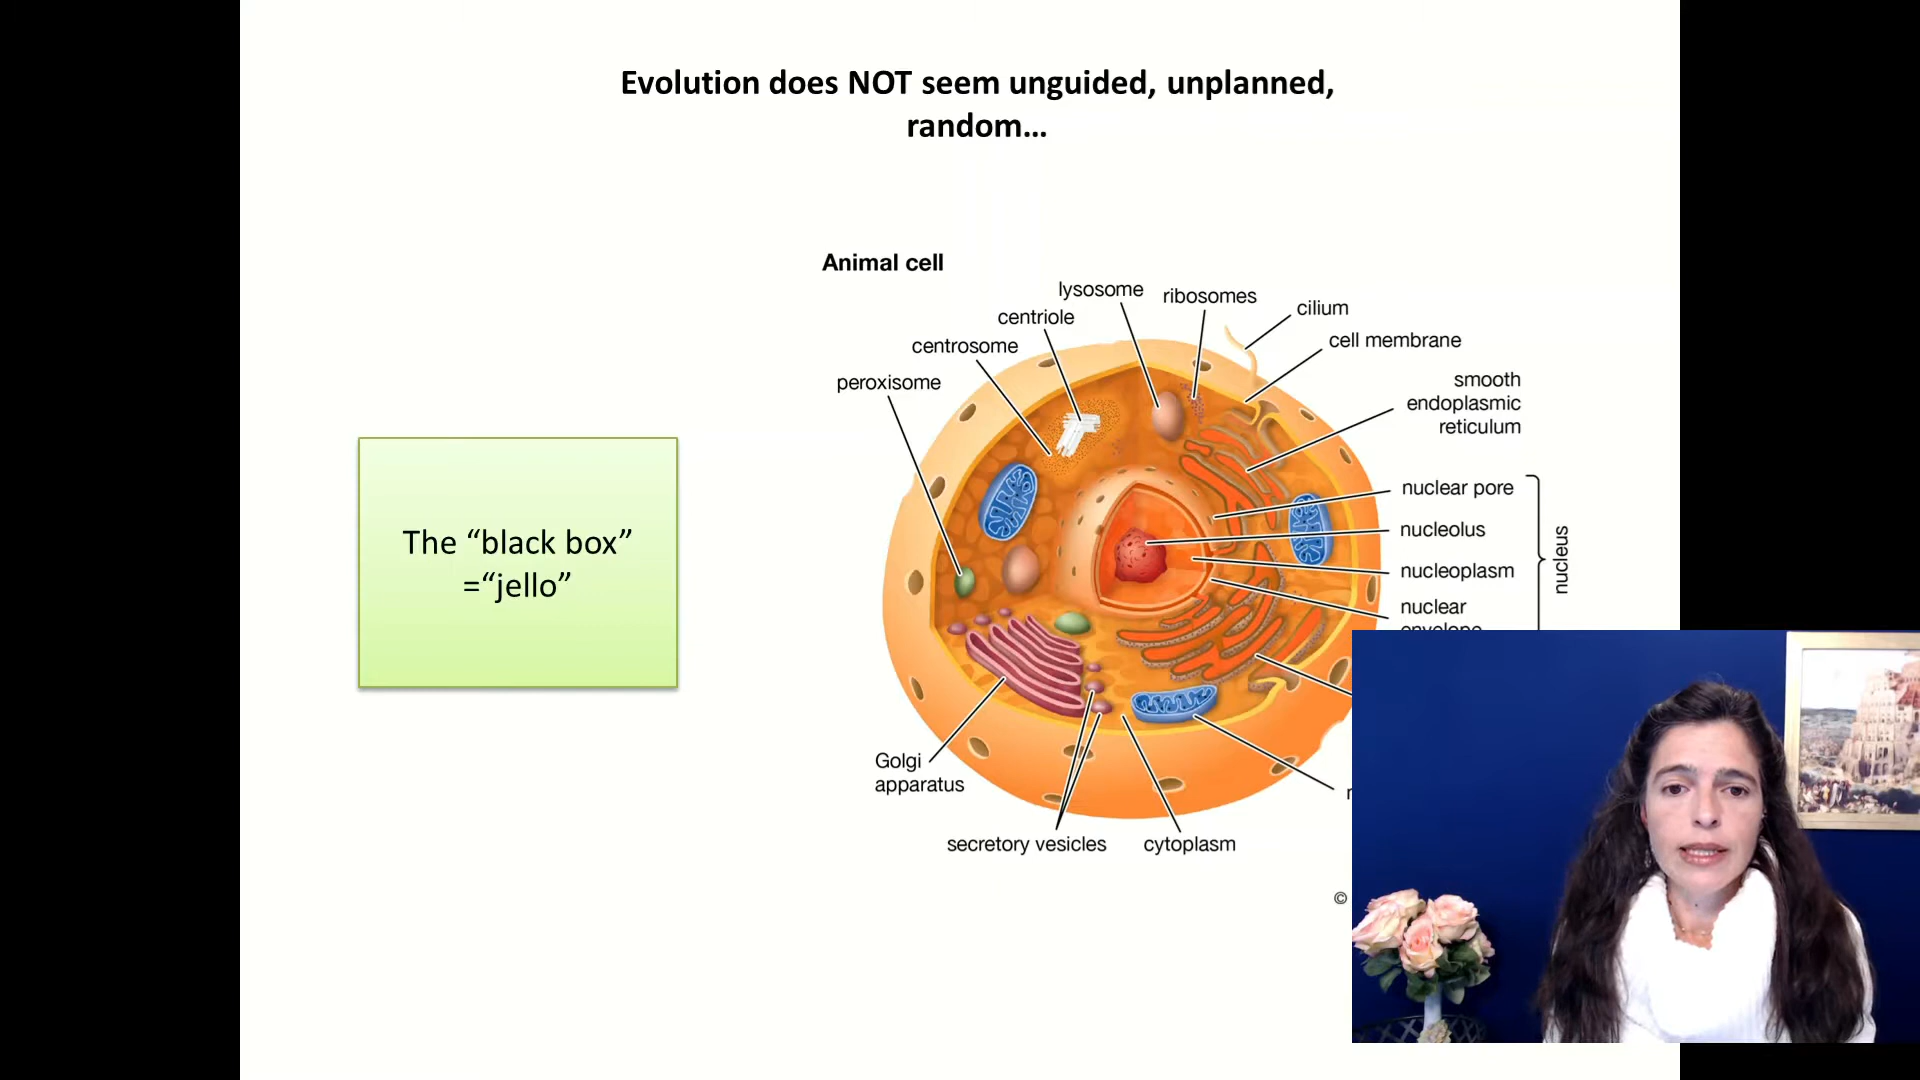 Evolution does NOT seem unguided, unplanned,
random…
Animal cell
lysosome
ribosomes
cilium
centriole
cell membrane
centrosome
peroxisome
smooth
endoplasmic
reticulum
nuclear pore
nucleolus
nucleoplasm
nuclear
envelope
nucleus
The “black box”
=“jello”
Golgi
apparatus
secretory vesicles
cytoplasm
©